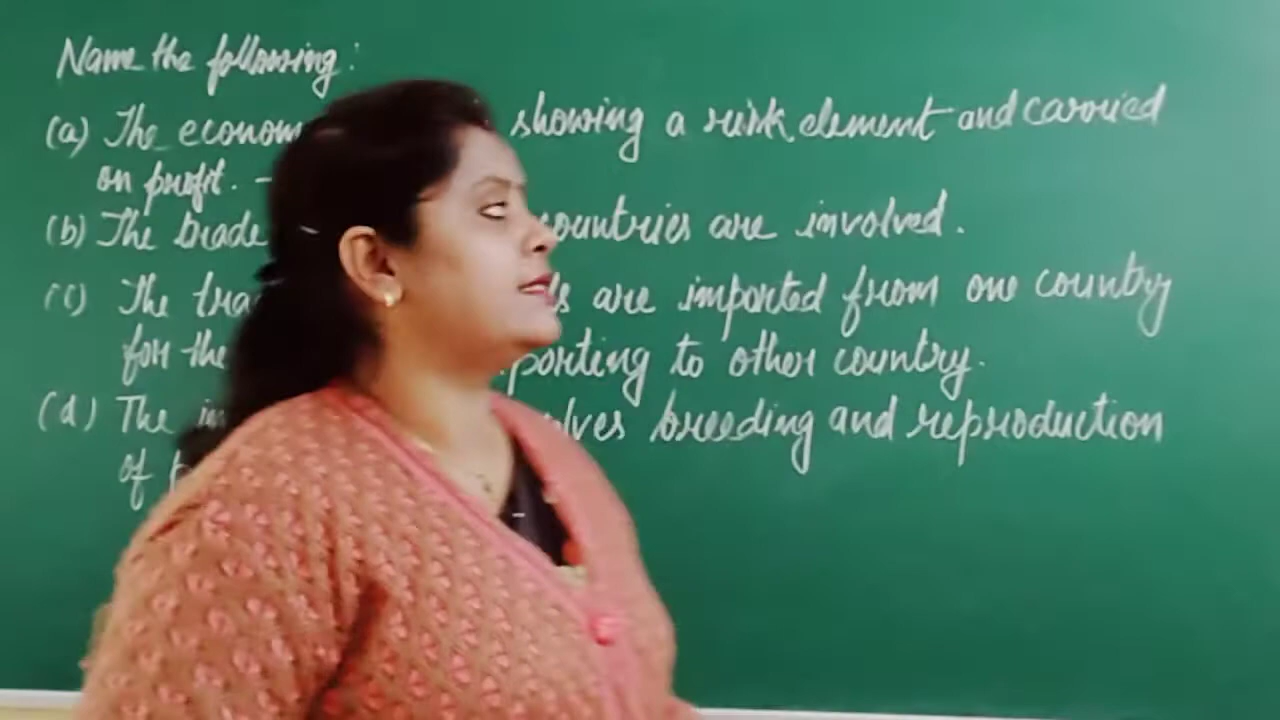 Name the following:
(a) The econom showing a risk element and carried
on profit. -
(b) The trade countries are involved.
(c) The tra are imported from one country
for the porting to other country.
(d) The in lves breeding and reproduction
of